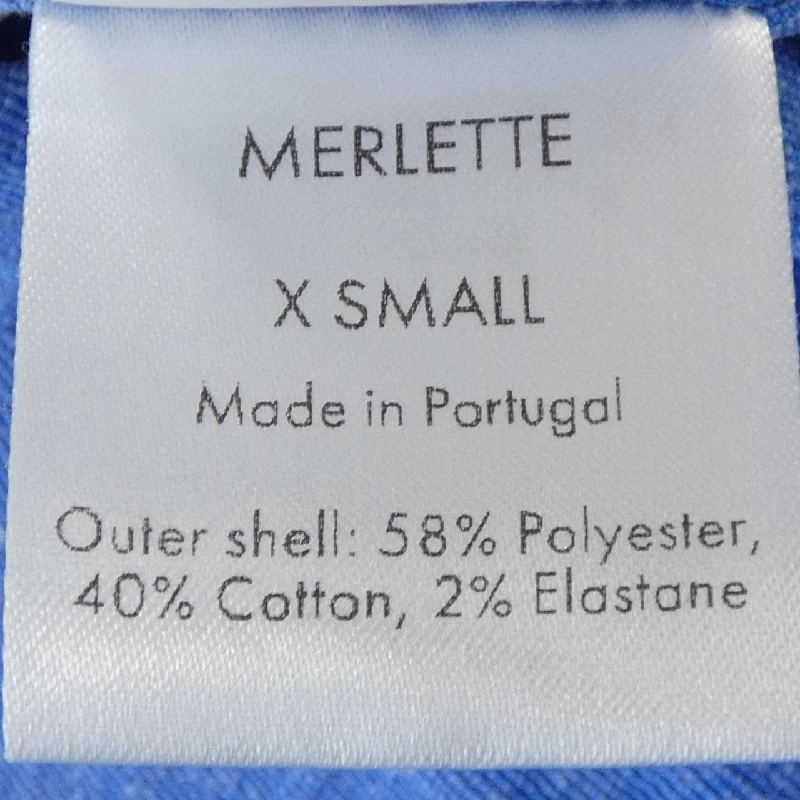 MERLETTE
X SMALL
Made in Portugal
Outer shell: 58% Polyester,
40% Cotton, 2% Elastane